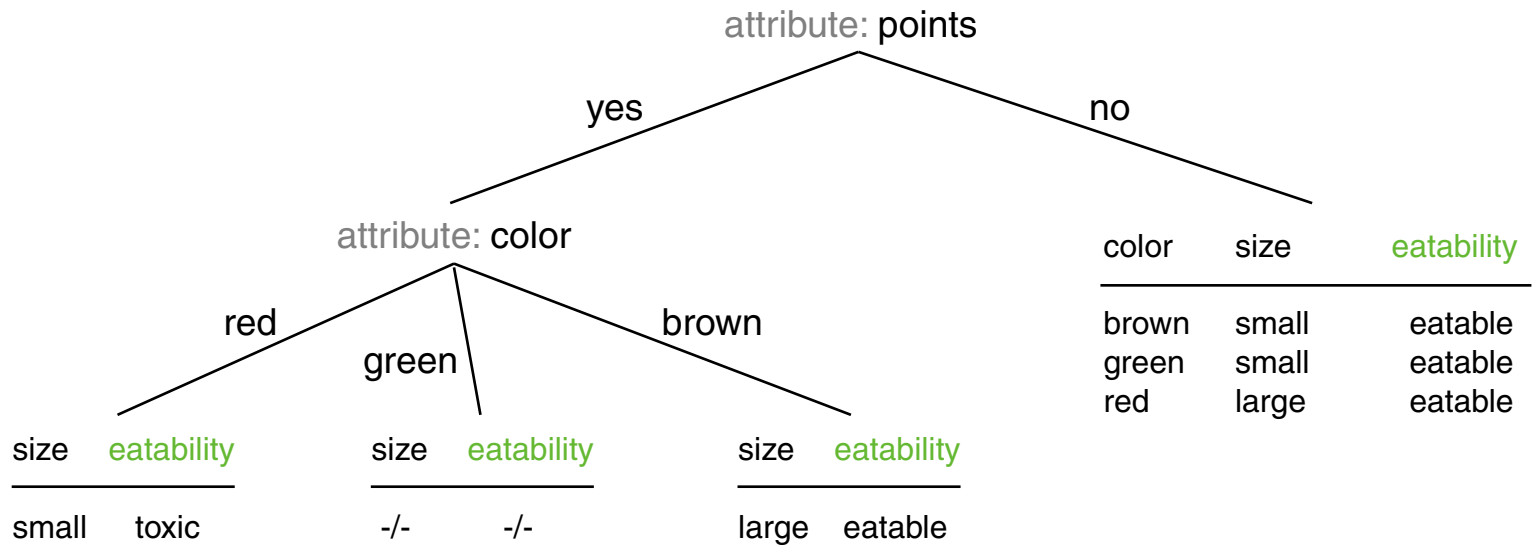 attribute: points
yes
no
attribute: color
red
green
brown
color size eatability
brown small eatable
green small eatable
red large eatable
size eatability
small toxic
size eatability
-/- -/-
size eatability
large eatable